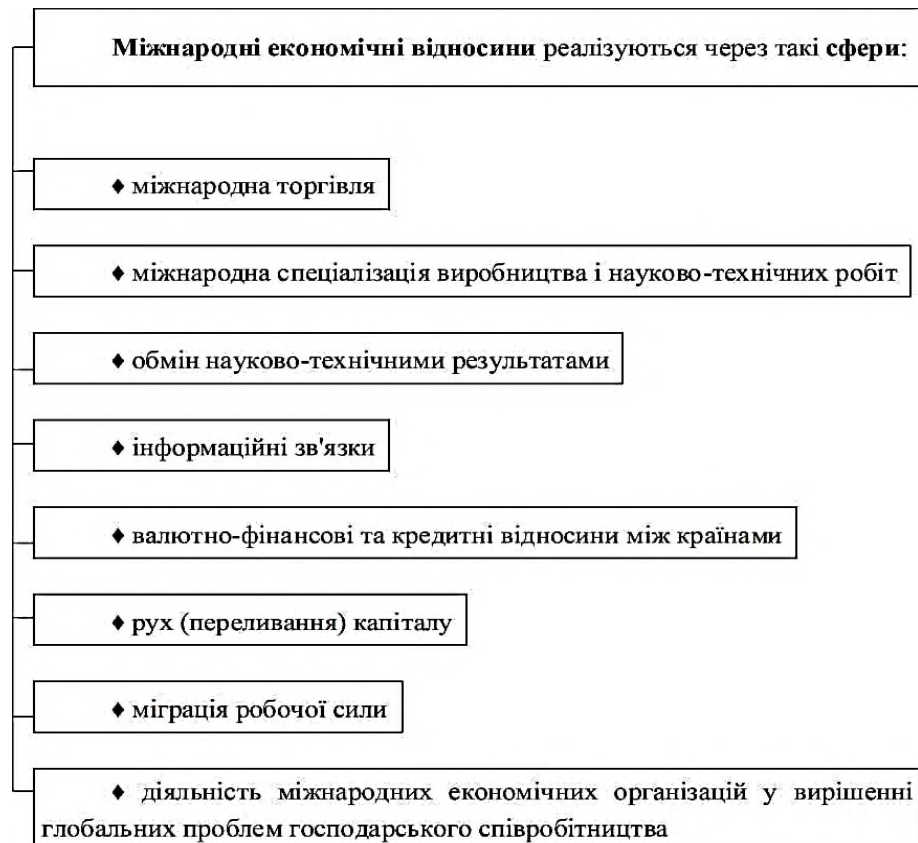 Міжнародні економічні відносини реалізуються через такі сфери:
♦ міжнародна торгівля
♦ міжнародна спеціалізація виробництва і науково-технічних робіт
♦ обмін науково-технічними результатами
♦ інформаційні зв'язки
♦ валютно-фінансові та кредитні відносини між країнами
♦ рух (переливання) капіталу
♦ міграція робочої сили
♦ діяльність міжнародних економічних організацій у вирішенні
глобальних проблем господарського співробітництва